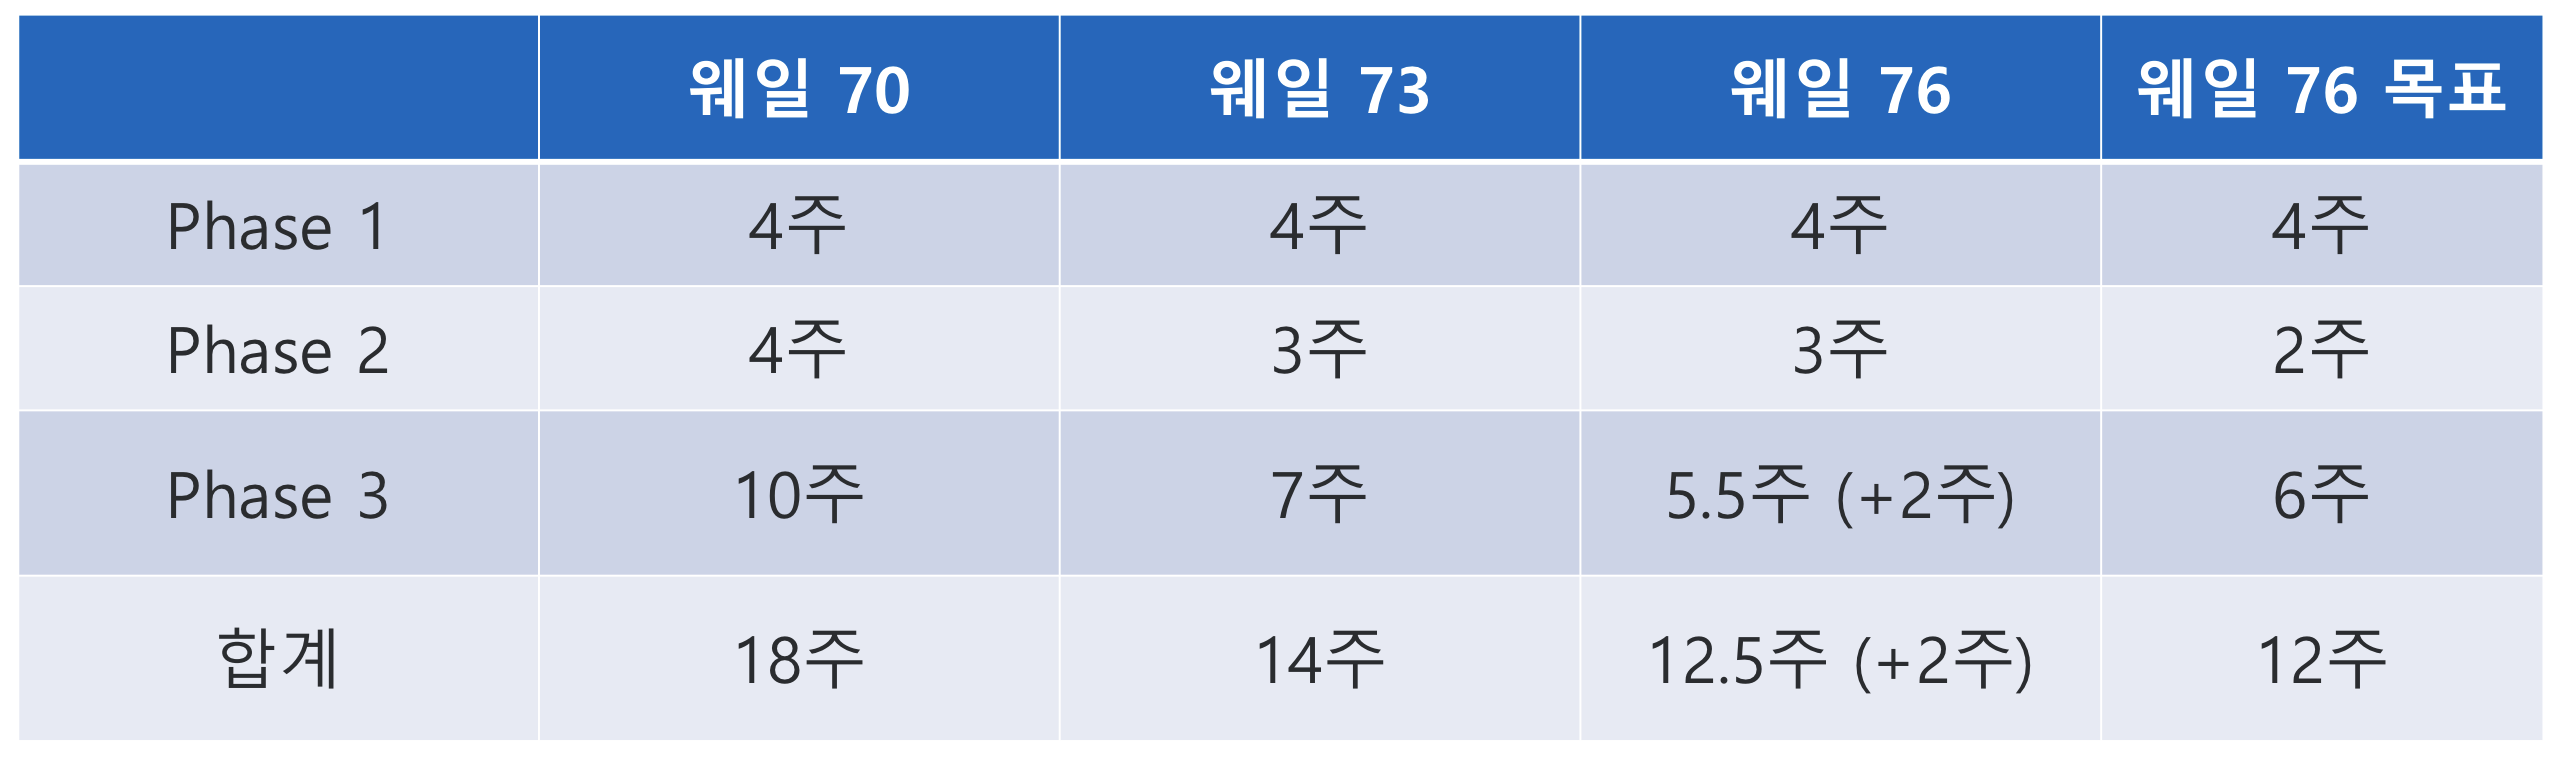 웨일 70 웨일 73 웨일 76 웨일 76 목표
Phase 1 4주 4주 4주 4주
Phase 2 4주 3주 3주 2주
Phase 3 10주 7주 5.5주 (+2주) 6주
합계 18주 14주 12.5주 (+2주) 12주